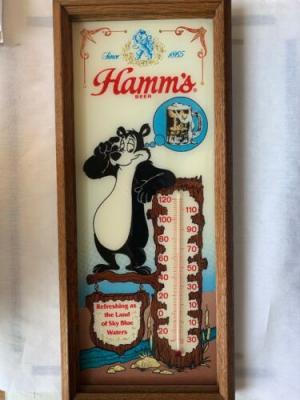 Since 1865
Hamm's
BEER
120
110
100
90
80
70
60
50
40
30
20
10
0
10
20
30
Refreshing as
the Land
of Sky Blue
Waters